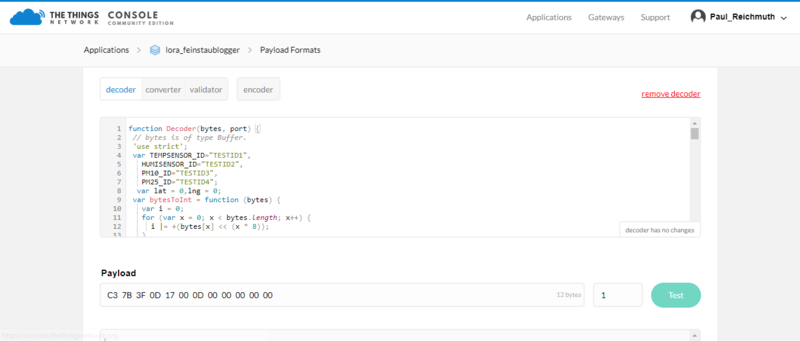 THE THINGS NETWORK CONSOLE COMMUNITY EDITION
Applications Gateways Support Paul_Reichmuth
Applications > lora_feinstaublogger > Payload Formats
decoder converter validator encoder
remove decoder
1 function Decoder(bytes, port) {
2 // bytes is of type Buffer.
3 'use strict';
4 var TEMPSENSOR_ID="TESTID1",
5 HUMISENSOR_ID="TESTID2",
6 PM10_ID="TESTID3",
7 PM25_ID="TESTID4";
8 var lat = 0,lng = 0;
9 var bytesToInt = function (bytes) {
10 var i = 0;
11 for (var x = 0; x < bytes.length; x++) {
12 i |= +(bytes[x] << (x * 8));
13 }
decoder has no changes
Payload
C3 7B 3F 0D 17 00 0D 00 00 00 00 00 12 bytes 1 Test